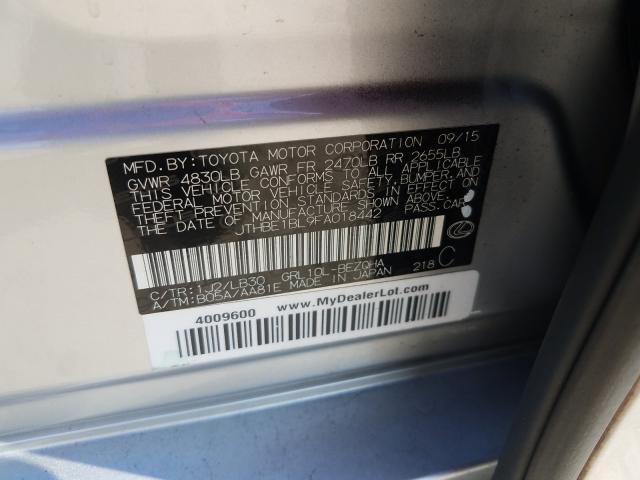 MFD. BY: TOYOTA MOTOR CORPORATION 09/15
GVWR 4830LB GAWR FR 2470LB RR 2655LB
THIS VEHICLE CONFORMS TO ALL APPLICABLE
FEDERAL MOTOR VEHICLE SAFETY, BUMPER, AND
THEFT PREVENTION STANDARDS IN EFFECT ON
THE DATE OF MANUFACTURE SHOWN ABOVE.
JTHBE1BL9FA018442 PASS. CAR
C/TR: 1J2/LB30 GRL10L-BEZQHA
A/TM: B05A/AA81E MADE IN JAPAN 218 C
4009600 www.MyDealerLot.com